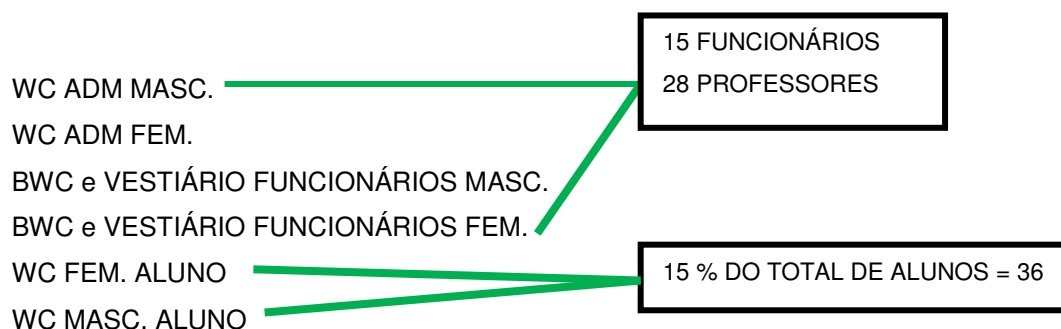 15 FUNCIONÁRIOS
28 PROFESSORES
WC ADM MASC.
WC ADM FEM.
BWC e VESTIÁRIO FUNCIONÁRIOS MASC.
BWC e VESTIÁRIO FUNCIONÁRIOS FEM.
WC FEM. ALUNO
15 % DO TOTAL DE ALUNOS = 36
WC MASC. ALUNO